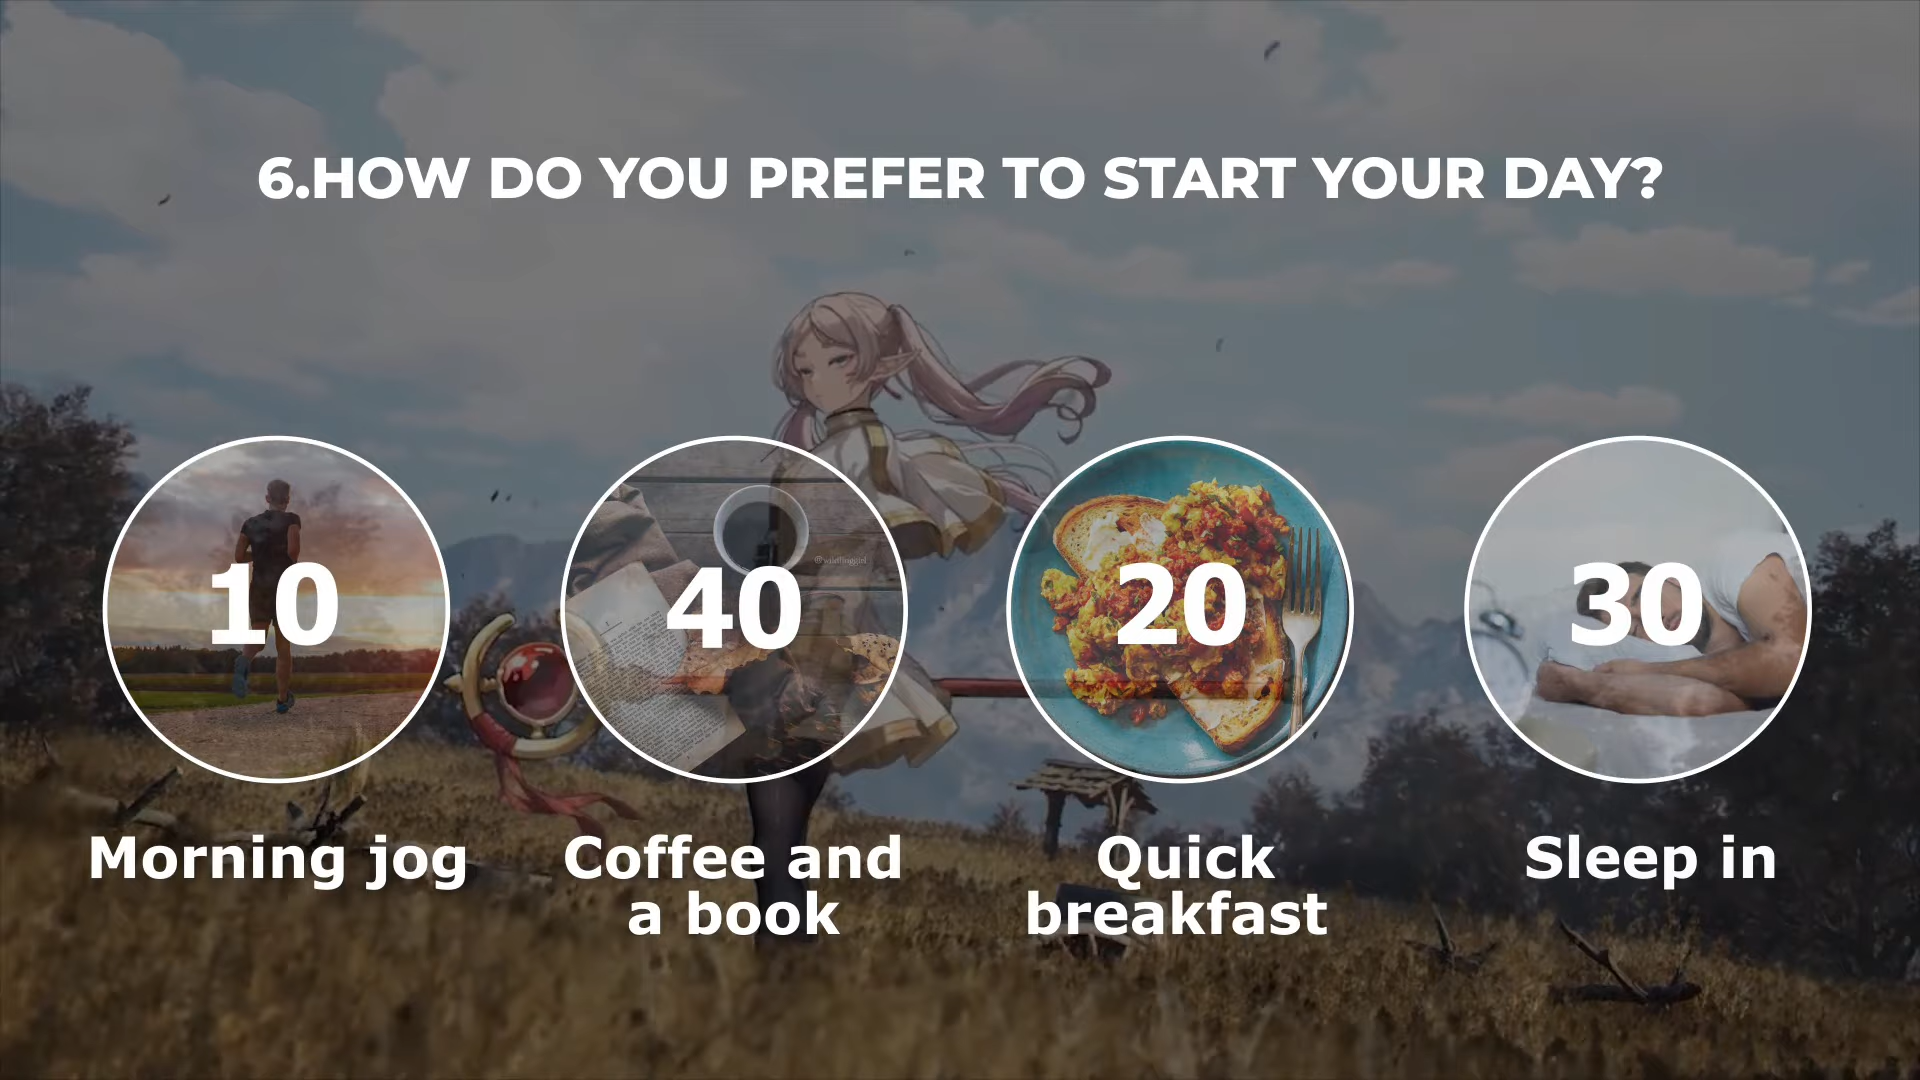 6.HOW DO YOU PREFER TO START YOUR DAY?
10
40
20
30
Morning jog
Coffee and
a book
Quick
breakfast
Sleep in